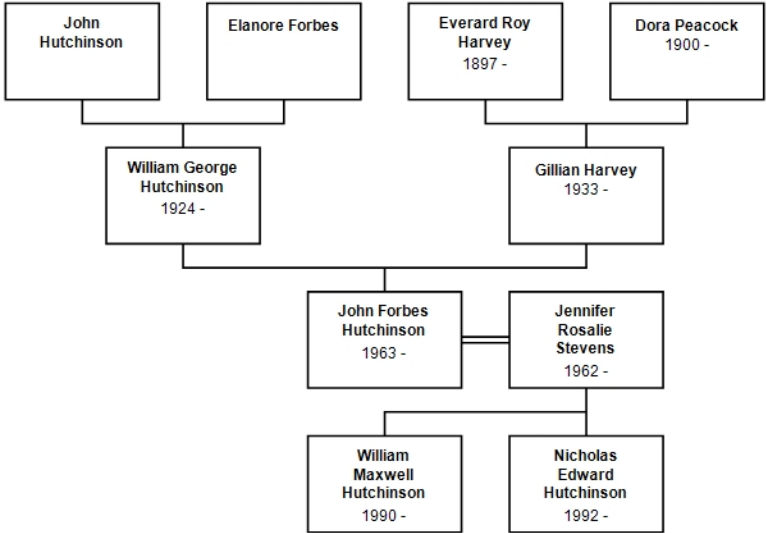 John
Hutchinson
Elanore Forbes
Everard Roy
Harvey
1897 -
Dora Peacock
1900 -
William George
Hutchinson
1924 -
Gillian Harvey
1933 -
John Forbes
Hutchinson
1963 -
Jennifer
Rosalie
Stevens
1962 -
William
Maxwell
Hutchinson
1990 -
Nicholas
Edward
Hutchinson
1992 -